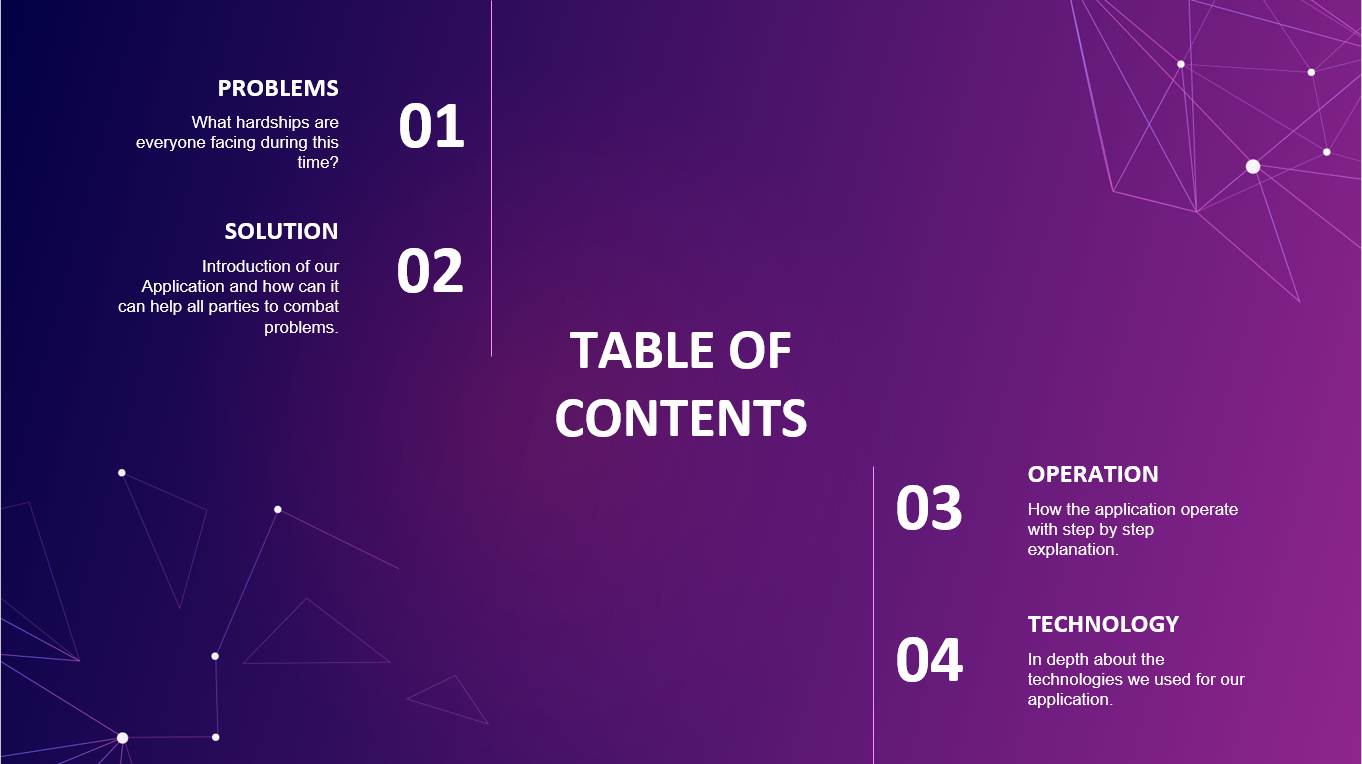 PROBLEMS
What hardships are
everyone facing during this
time?
01
SOLUTION
Introduction of our
Application and how can it
can help all parties to combat
problems.
02
TABLE OF
CONTENTS
03
OPERATION
How the application operate
with step by step
explanation.
04
TECHNOLOGY
In depth about the
technologies we used for our
application.